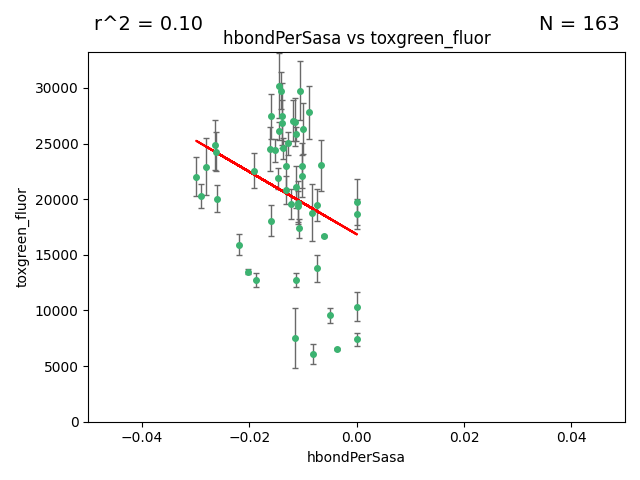 r^2 = 0.10
N = 163
hbondPerSasa vs toxgreen_fluor
toxgreen_fluor
30000
25000
20000
15000
10000
5000
0
−0.04
−0.02
0.00
0.02
0.04
hbondPerSasa